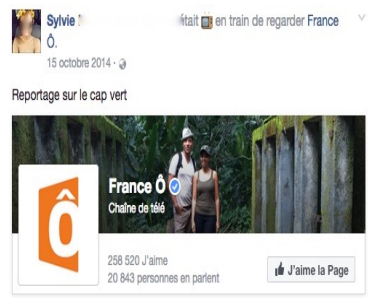 Sylvie était en train de regarder France
Ô.
15 octobre 2014
Reportage sur le cap vert
Ô
France Ô
Chaîne de télé
258 520 J'aime
20 843 personnes en parlent
J'aime la Page